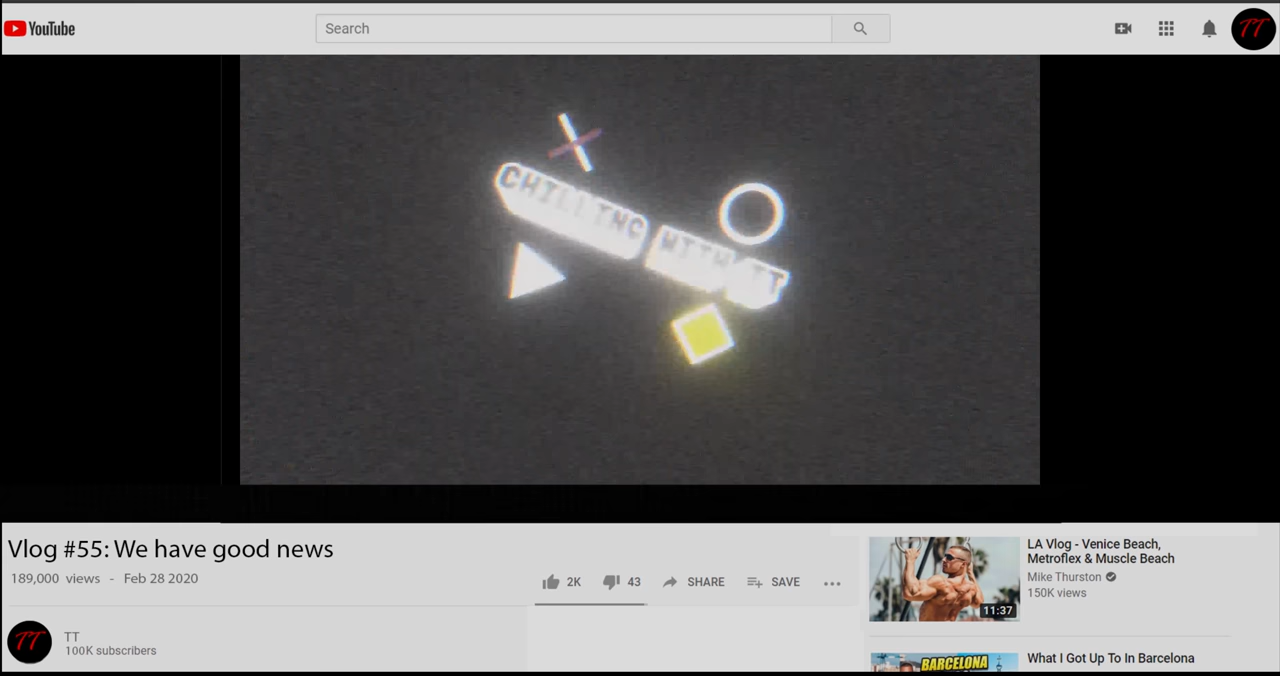 YouTube
Search
TT
CHILLING WITH TT
Vlog #55: We have good news
189,000 views - Feb 28 2020
2K
43
SHARE
SAVE
TT
TT
100K subscribers
11:37
LA Vlog - Venice Beach,
Metroflex & Muscle Beach
Mike Thurston
150K views
BARCELONA
What I Got Up To In Barcelona